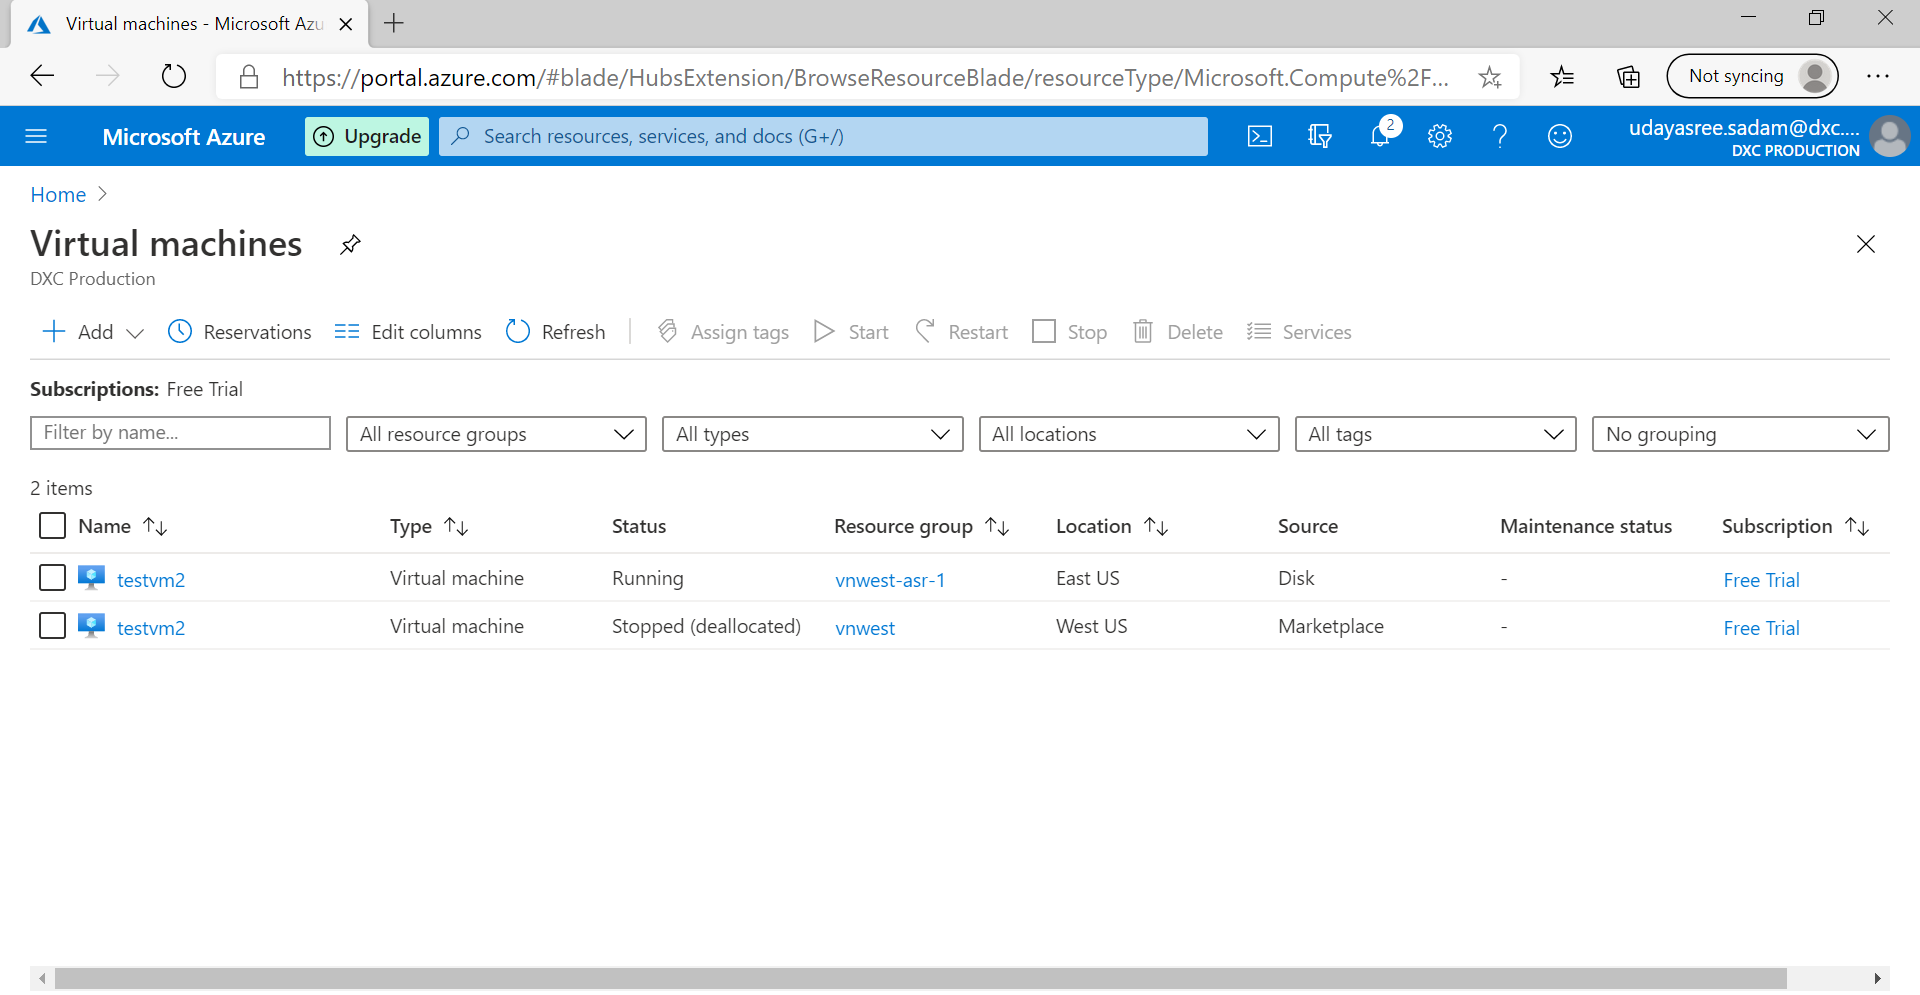 Virtual machines - Microsoft Azu
https://portal.azure.com/#blade/HubsExtension/BrowseResourceBlade/resourceType/Microsoft.Compute%2F...
Not syncing
Microsoft Azure
Upgrade
Search resources, services, and docs (G+/)
2
udayasree.sadam@dxc....
DXC PRODUCTION
Home
Virtual machines
DXC Production
Add Reservations Edit columns Refresh Assign tags Start Restart Stop Delete Services
Subscriptions: Free Trial
Filter by name... All resource groups All types All locations All tags No grouping
2 items
Name Type Status Resource group Location Source Maintenance status Subscription
testvm2 Virtual machine Running vnwest-asr-1 East US Disk - Free Trial
testvm2 Virtual machine Stopped (deallocated) vnwest West US Marketplace - Free Trial